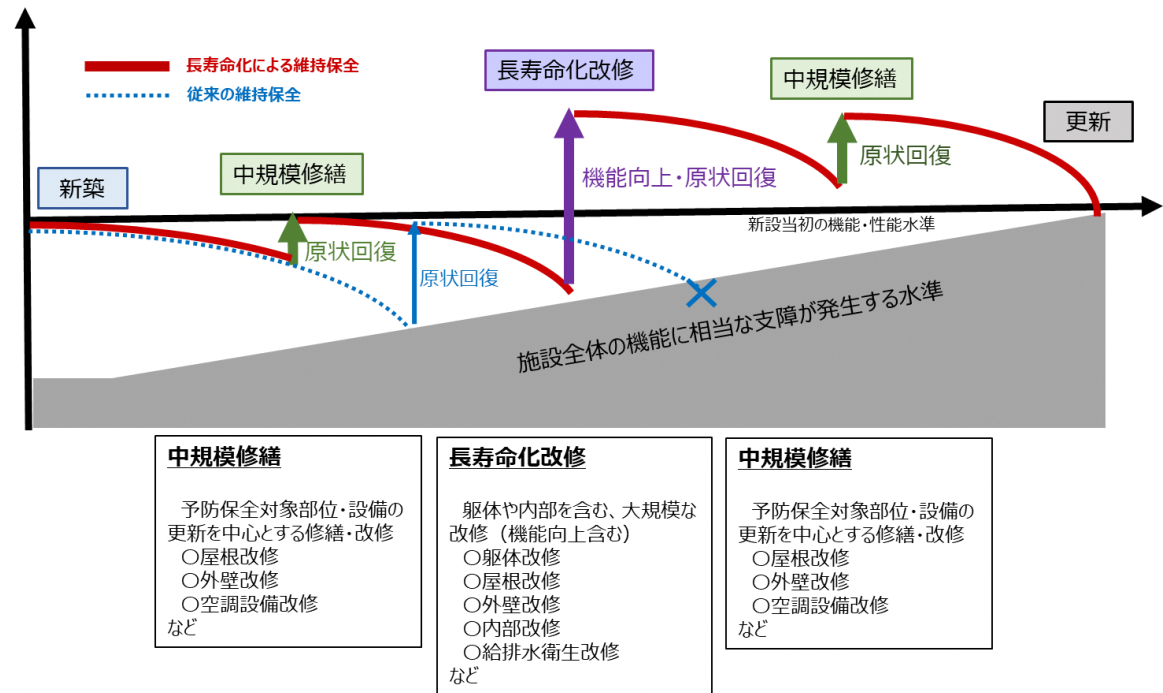 長寿命化による維持保全
従来の維持保全
新築
中規模修繕
原状回復
原状回復
長寿命化改修
機能向上・原状回復
中規模修繕
原状回復
更新
新設当初の機能・性能水準
施設全体の機能に相当な支障が発生する水準
中規模修繕
予防保全対象部位・設備の
更新を中心とする修繕・改修
〇屋根改修
〇外壁改修
〇空調設備改修
など
長寿命化改修
躯体や内部を含む、大規模な
改修（機能向上含む）
〇躯体改修
〇屋根改修
〇外壁改修
〇内部改修
〇給排水衛生改修
など
中規模修繕
予防保全対象部位・設備の
更新を中心とする修繕・改修
〇屋根改修
〇外壁改修
〇空調設備改修
など